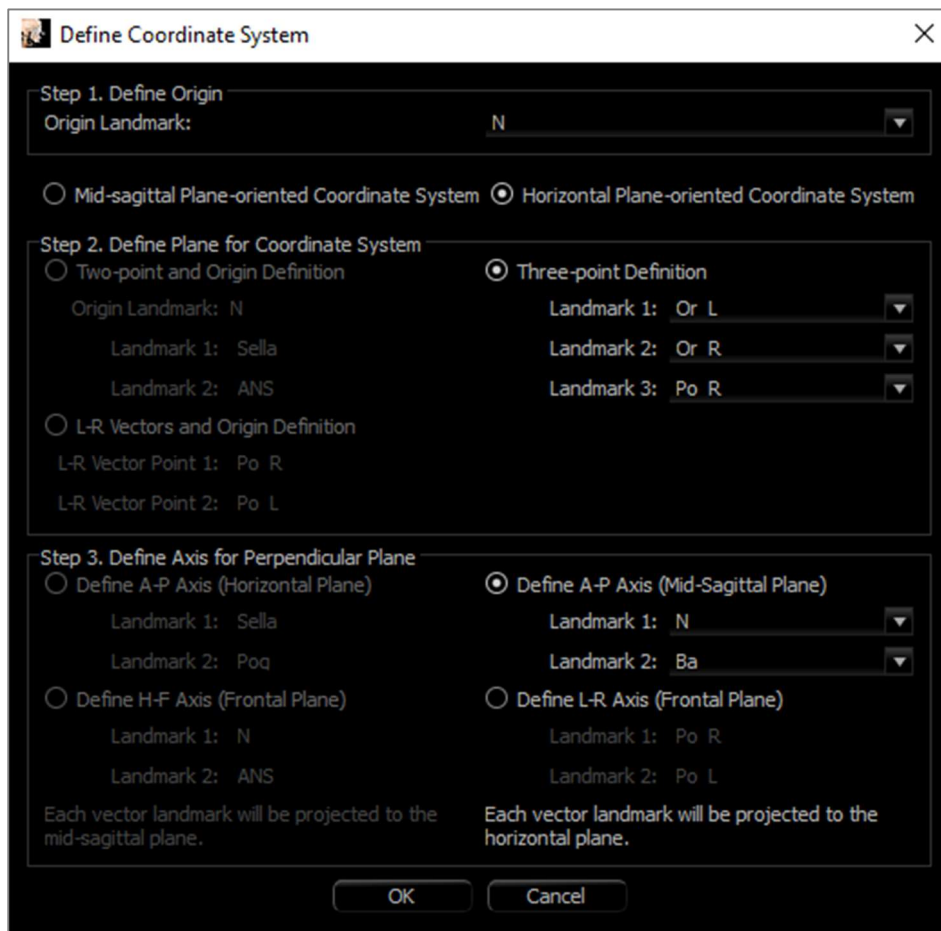 Define Coordinate System
Step 1. Define Origin
Origin Landmark: N
Mid-sagittal Plane-oriented Coordinate System Horizontal Plane-oriented Coordinate System
Step 2. Define Plane for Coordinate System
Two-point and Origin Definition Three-point Definition
Origin Landmark: N Landmark 1: Or L
Landmark 1: Sella Landmark 2: Or R
Landmark 2: ANS Landmark 3: Po R
L-R Vectors and Origin Definition
L-R Vector Point 1: Po R
L-R Vector Point 2: Po L
Step 3. Define Axis for Perpendicular Plane
Define A-P Axis (Horizontal Plane) Define A-P Axis (Mid-Sagittal Plane)
Landmark 1: Sella Landmark 1: N
Landmark 2: Pog Landmark 2: Ba
Define H-F Axis (Frontal Plane) Define L-R Axis (Frontal Plane)
Landmark 1: N Landmark 1: Po R
Landmark 2: ANS Landmark 2: Po L
Each vector landmark will be projected to the Each vector landmark will be projected to the
mid-sagittal plane. horizontal plane.
OK Cancel